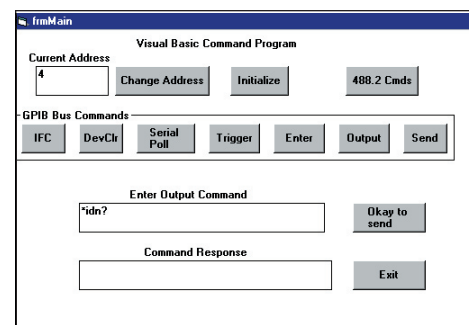 frmMain
Visual Basic Command Program
Current Address
4
Change Address
Initialize
488.2 Cmds
GPIB Bus Commands
IFC
DevClr
Serial
Poll
Trigger
Enter
Output
Send
Enter Output Command
*idn?
Okay to
send
Command Response
Exit